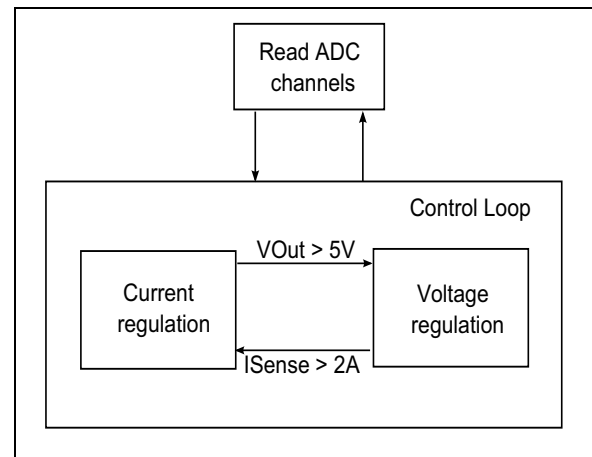 Read ADC
channels
Control Loop
VOut > 5V
Current
regulation
Voltage
regulation
ISense > 2A